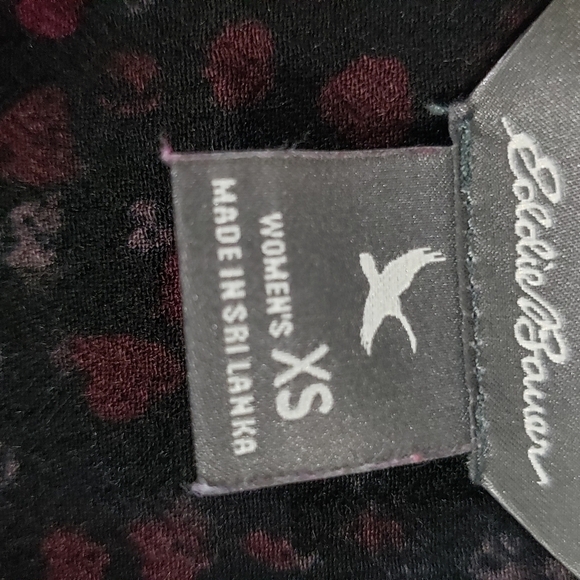 Eddie Bauer
WOMEN'S XS
MADE IN SRI LANKA